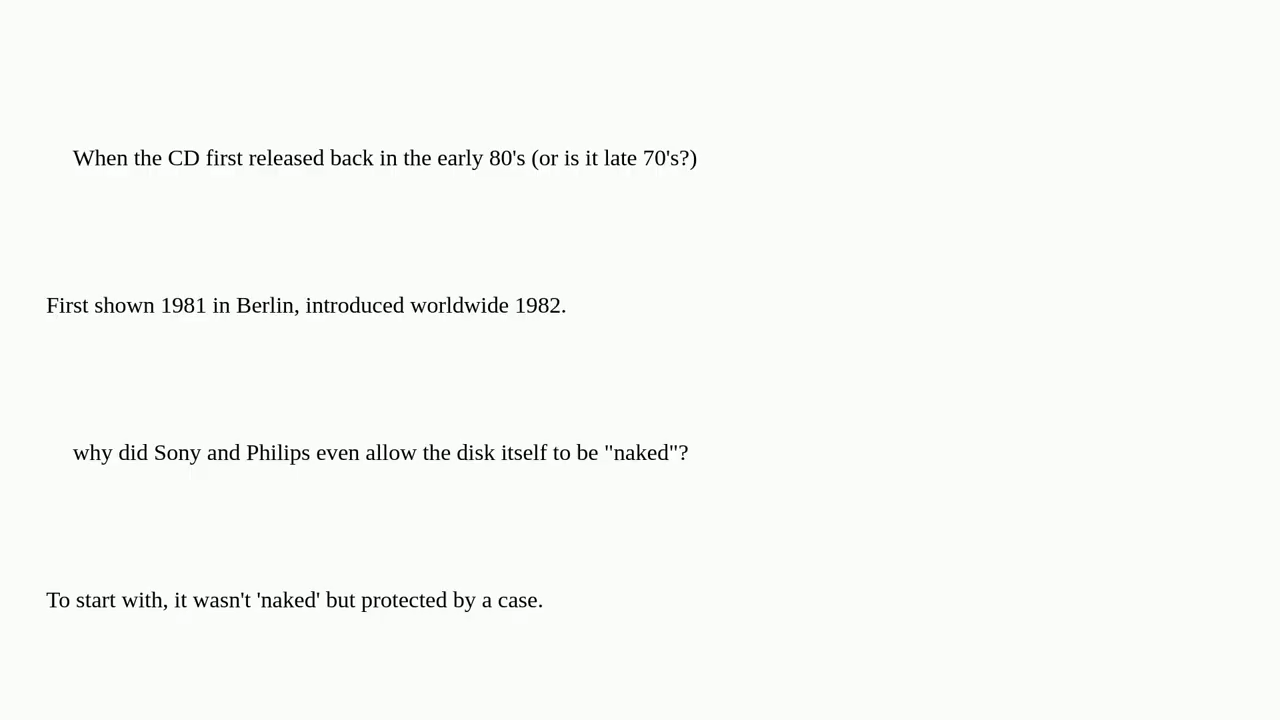 When the CD first released back in the early 80's (or is it late 70's?)
First shown 1981 in Berlin, introduced worldwide 1982.
why did Sony and Philips even allow the disk itself to be "naked"?
To start with, it wasn't 'naked' but protected by a case.